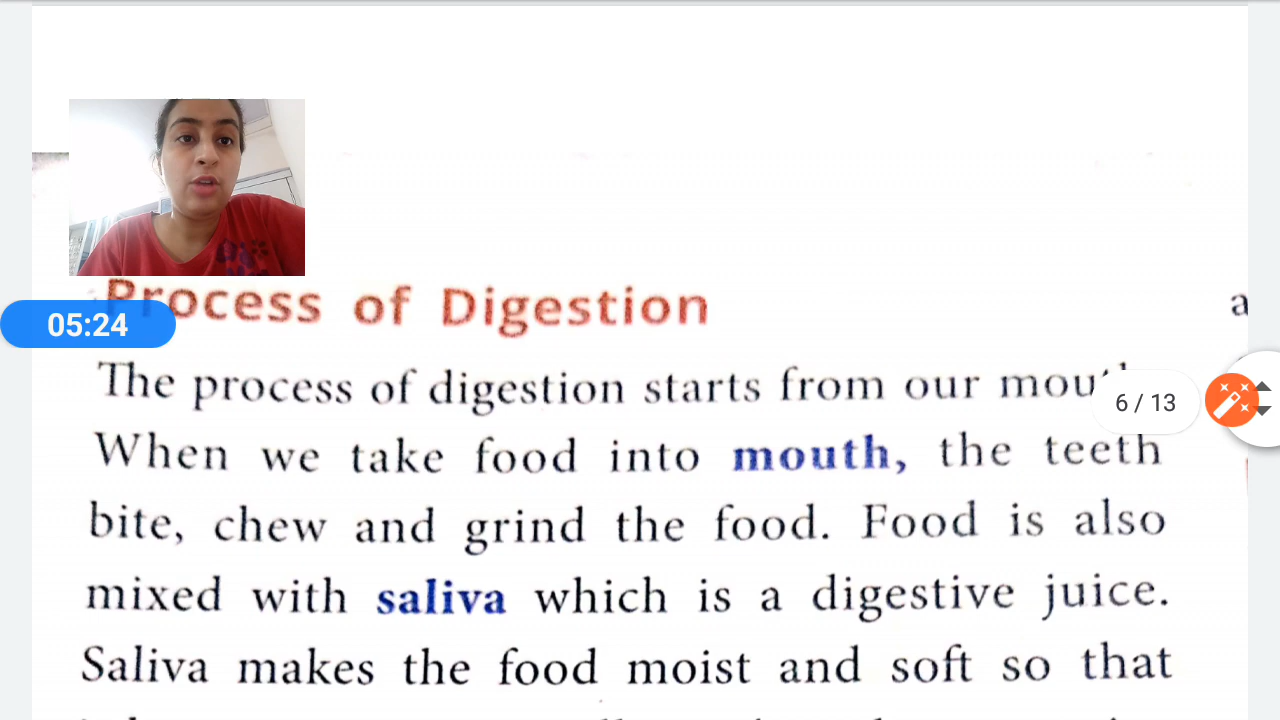 Process of Digestion
a
05:24
The process of digestion starts from our
6 / 13
When we take food into mouth, the teeth
bite, chew and grind the food. Food is also
mixed with saliva which is a digestive juice.
Saliva makes the food moist and soft so that